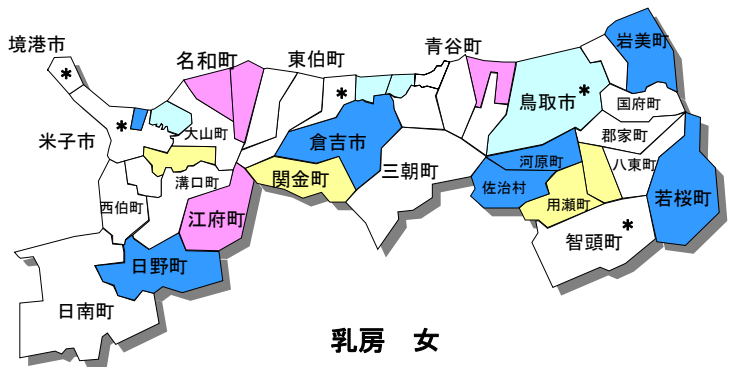 岩美町
境港市
*
名和町
東伯町
青谷町
*
鳥取市
*
国府町
米子市
*
大山町
倉吉市
郡家町
三朝町
河原町
八東町
関金町
溝口町
佐治村
若桜町
西伯町
江府町
用瀬町
智頭町
*
日野町
日南町
乳房 女